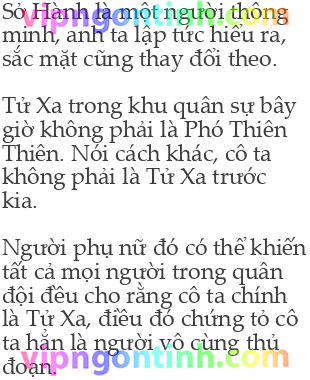 Sở Hành là một người thông
vipngontinh.com
minh, anh ta lập tức hiểu ra,
sắc mặt cũng thay đổi theo.
Tử Xa trong khu quân sự bây
giờ không phải là Phó Thiên
Thiên. Nói cách khác, cô ta
không phải là Tử Xa trước
kia.
Người phụ nữ đó có thể khiến
tất cả mọi người trong quân
đội đều cho rằng cô ta chính
là Tử Xa, điều đó chứng tỏ cô
ta hẳn là người vô cùng thủ
vipngontinh.com
đoạn.